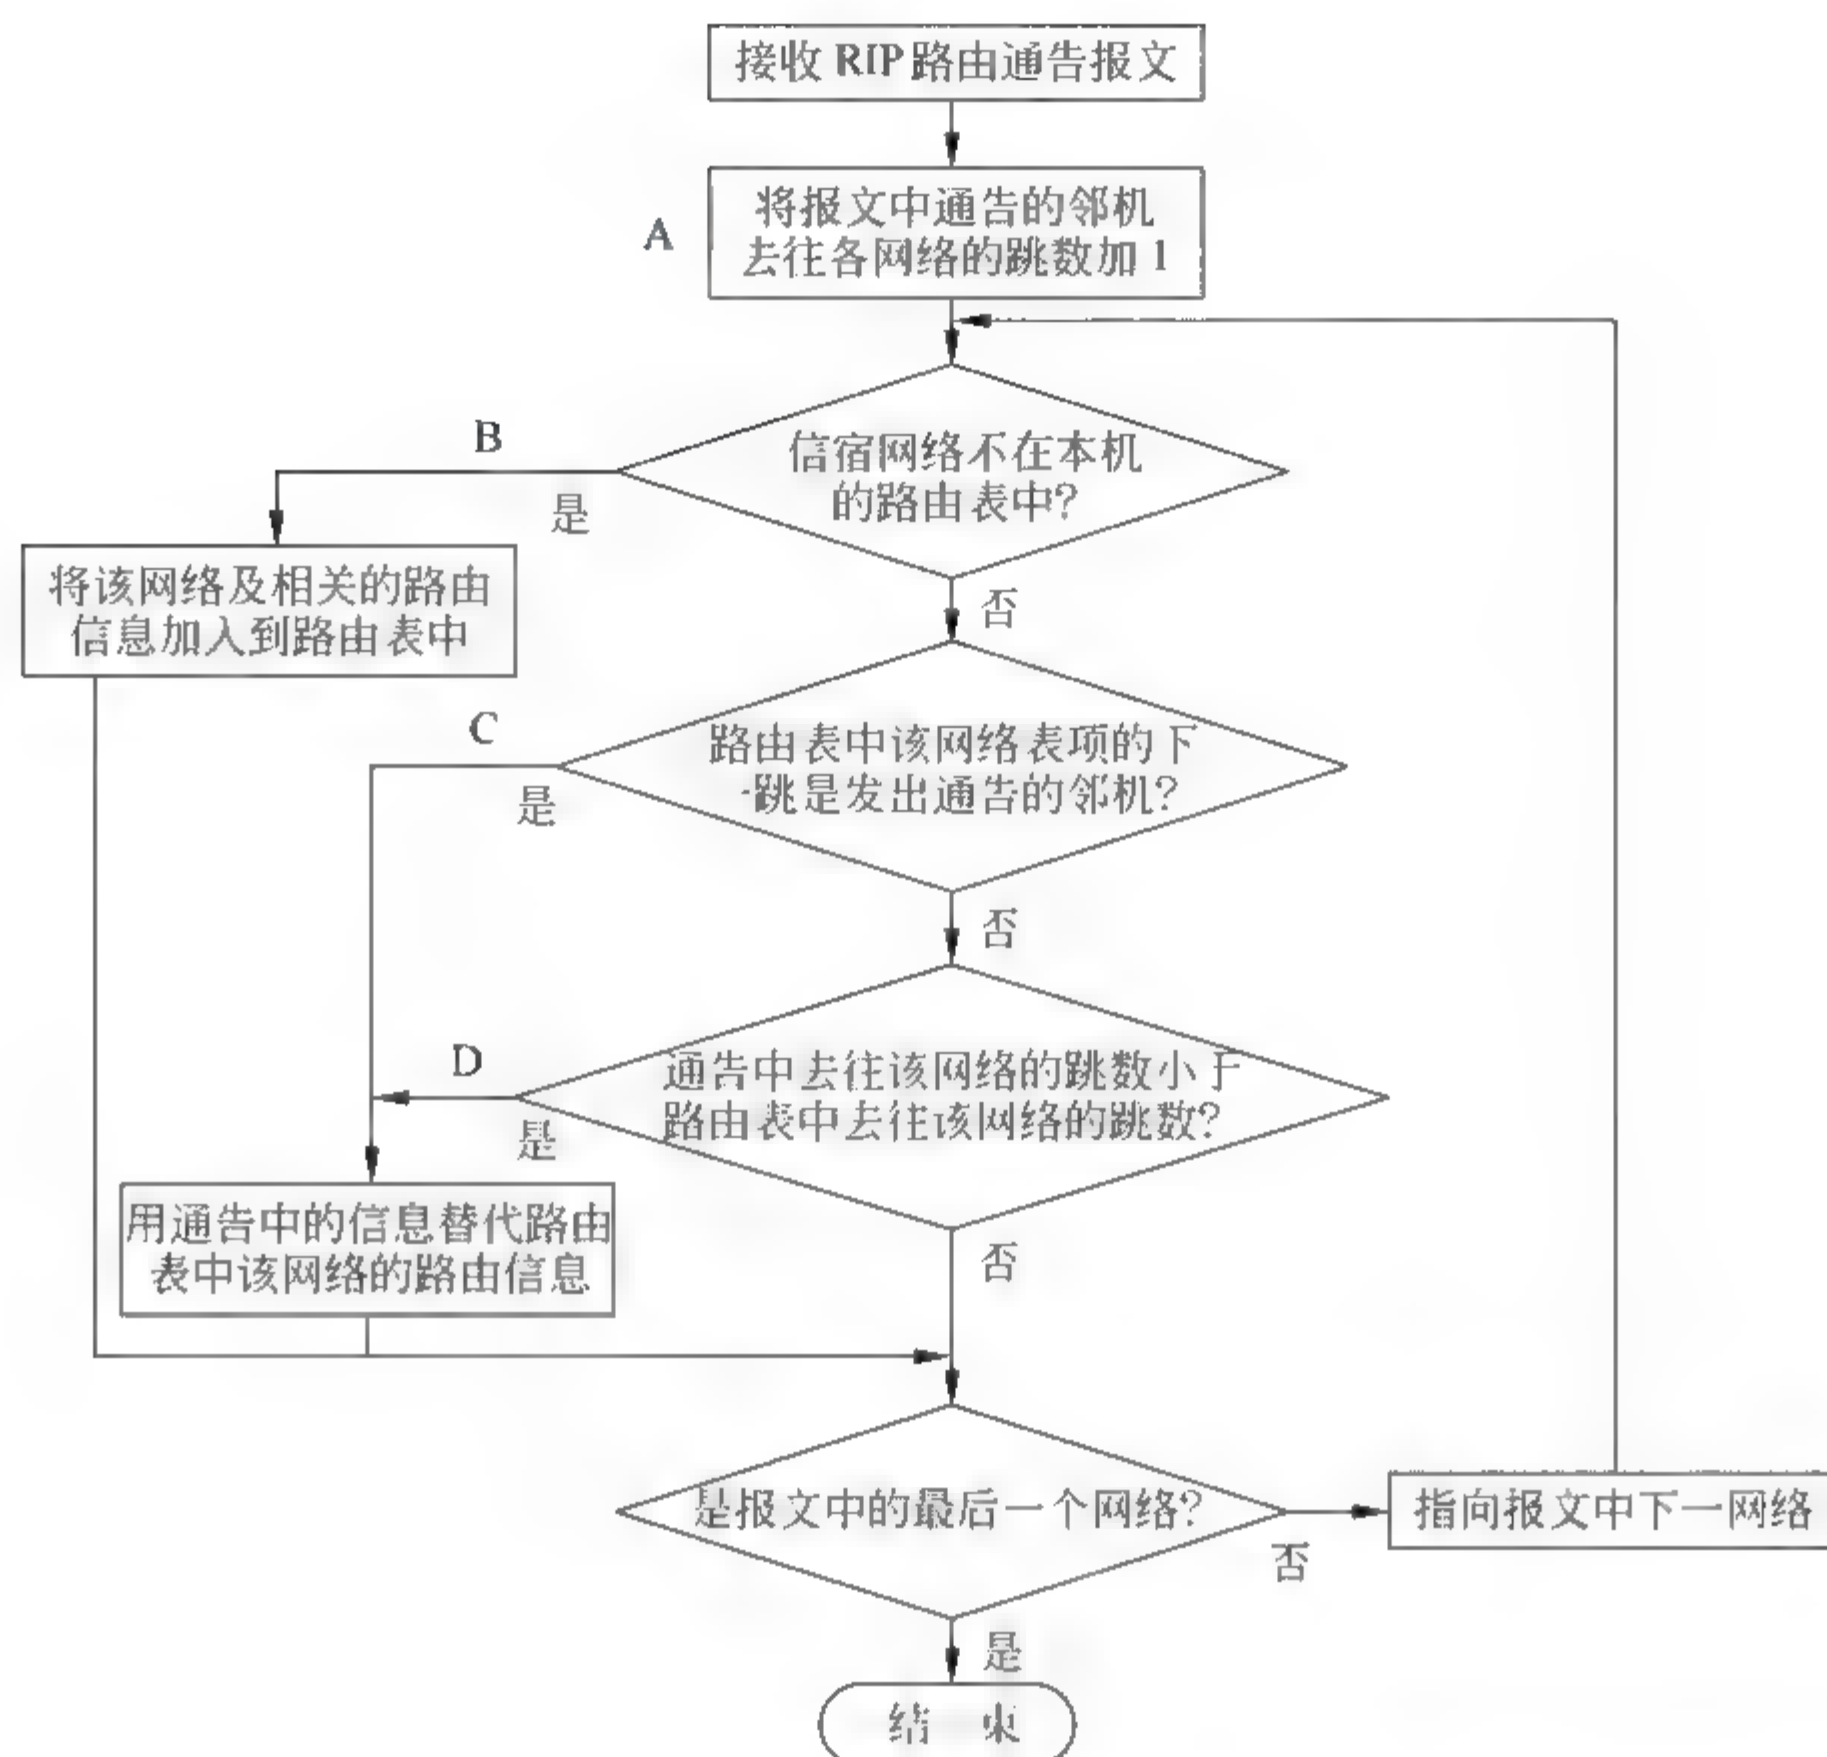 接收 RIP 路由通告报文
将报文中通告的邻机
去往各网络的跳数加 1
A
信宿网络不在本机
的路由表中?
B
是
否
将该网络及相关的路由
信息加入到路由表中
路由表中该网络表项的下
一跳是发出通告的邻机?
C
是
否
通告中去往该网络的跳数小于
路由表中去往该网络的跳数?
D
是
否
用通告中的信息替代路由
表中该网络的路由信息
是报文中的最后一个网络?
否
指向报文中下一网络
是
结 束